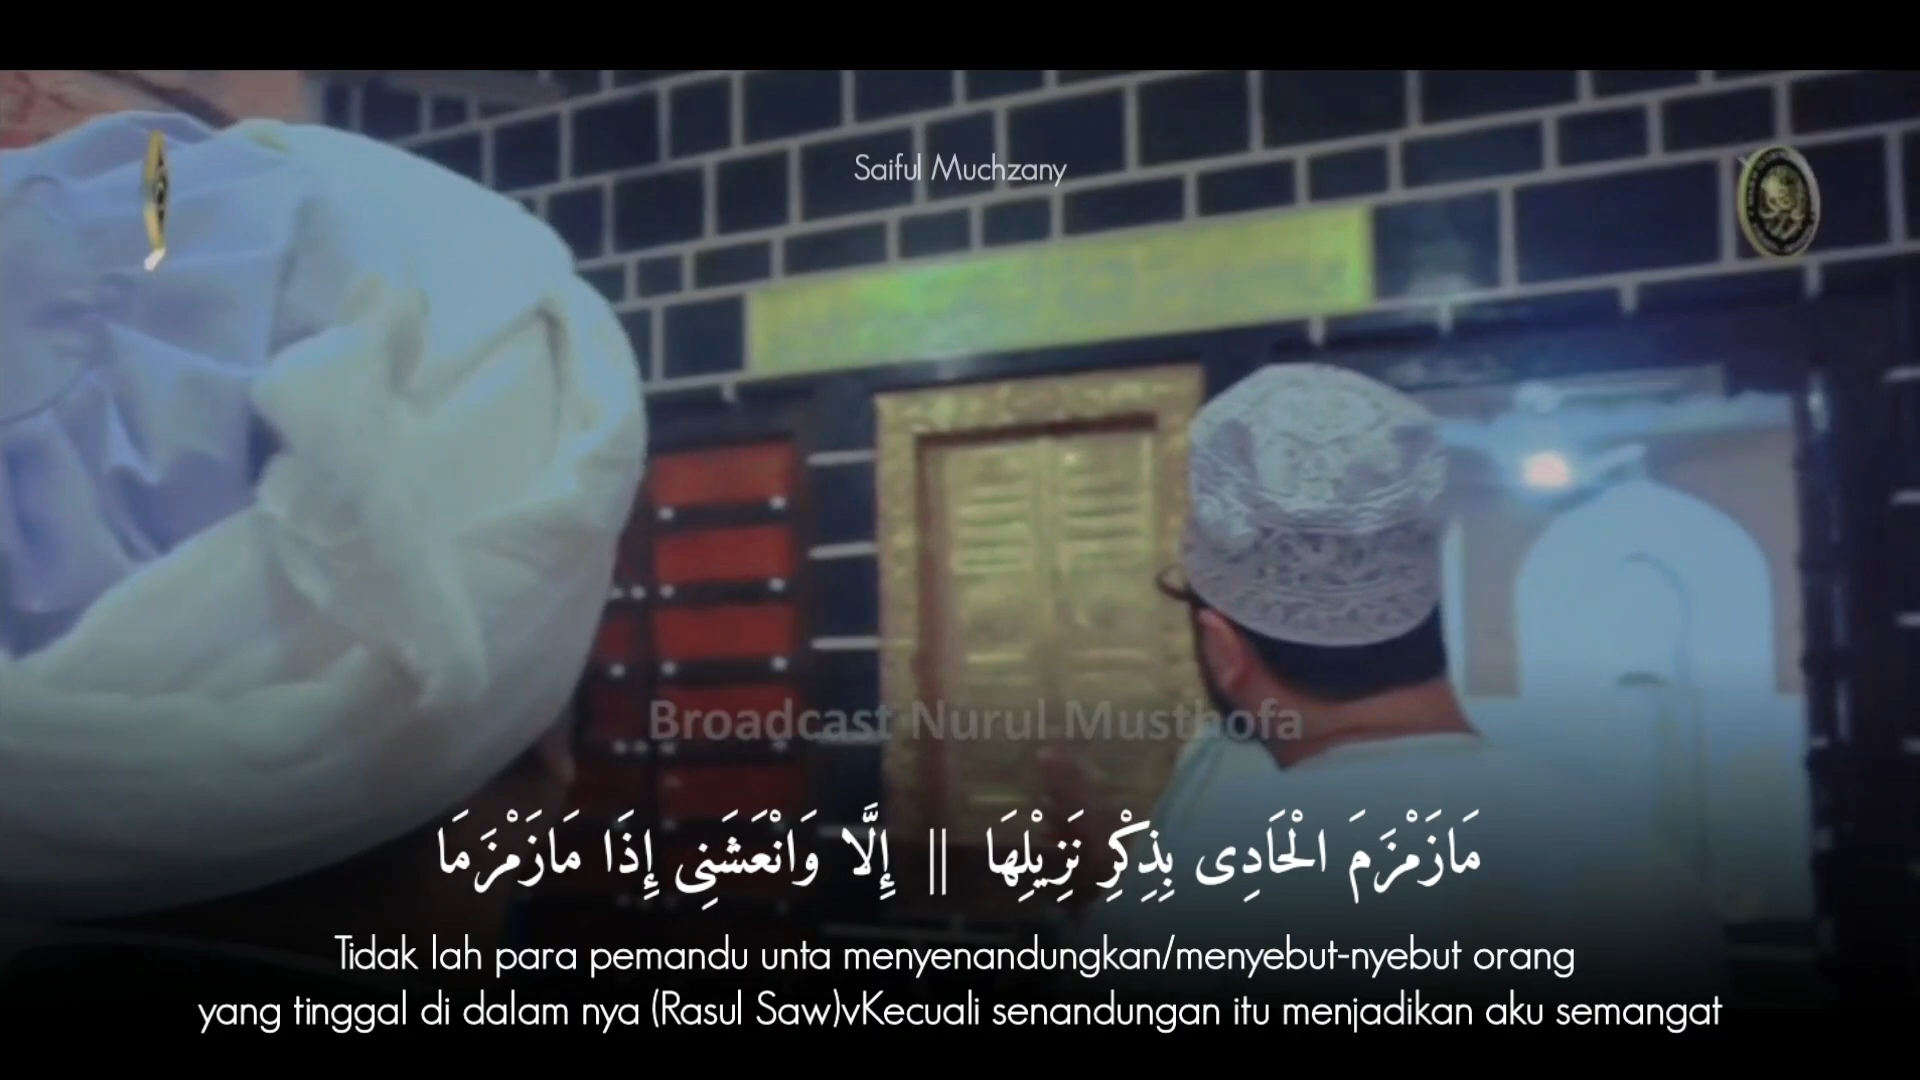 Saiful Muchzany
Broadcast Nurul Musthofa
مَازَمْزَمَ الْحَادِى بِذِكْرِ نَزِيْلِهَا || إِلَّا وَانْعَشَنِى إِذَا مَازَمْزَمَا
Tidak lah para pemandu unta menyenandungkan/menyebut-nyebut orang
yang tinggal di dalam nya (Rasul Saw)vKecuali senandungan itu menjadikan aku semangat